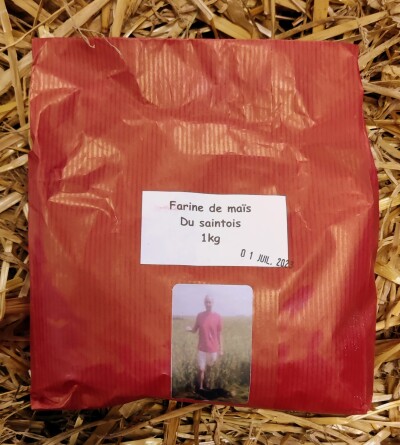 Farine de maïs
Du saintois
1kg
0 1 JUIL. 202